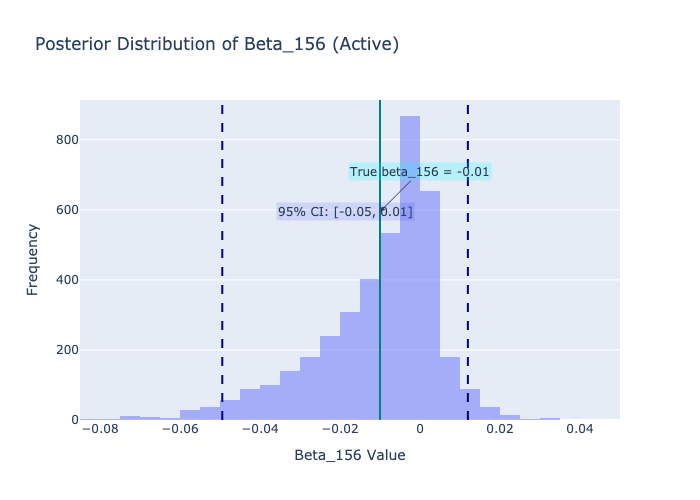 Posterior Distribution of Beta_156 (Active)
800
True beta_156 = -0.01
600
95% CI: [-0.05, 0.01]
Frequency
400
200
0
−0.08 −0.06 −0.04 −0.02 0 0.02 0.04
Beta_156 Value